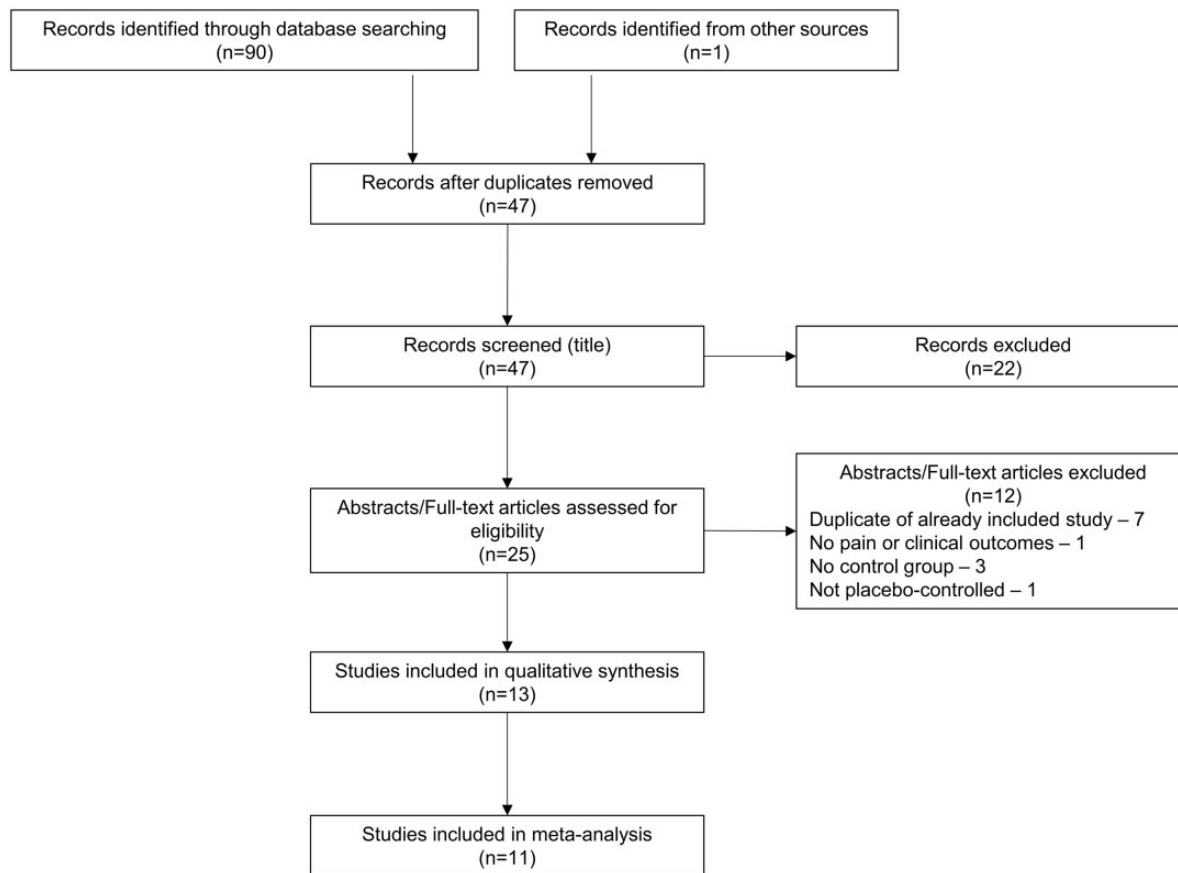 Records identified through database searching
(n=90)
Records identified from other sources
(n=1)
Records after duplicates removed
(n=47)
Records screened (title)
(n=47)
Records excluded
(n=22)
Abstracts/Full-text articles assessed for
eligibility
(n=25)
Abstracts/Full-text articles excluded
(n=12)
Duplicate of already included study – 7
No pain or clinical outcomes – 1
No control group – 3
Not placebo-controlled – 1
Studies included in qualitative synthesis
(n=13)
Studies included in meta-analysis
(n=11)